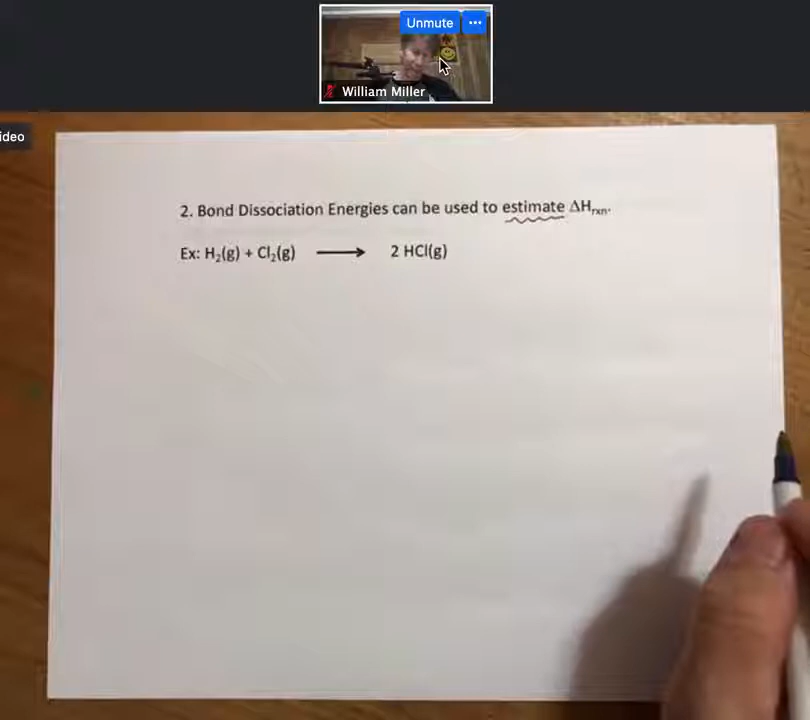 Unmute
William Miller
ideo
2. Bond Dissociation Energies can be used to estimate ΔHrxn.
Ex: H₂(g) + Cl₂(g) ⟶ 2 HCl(g)